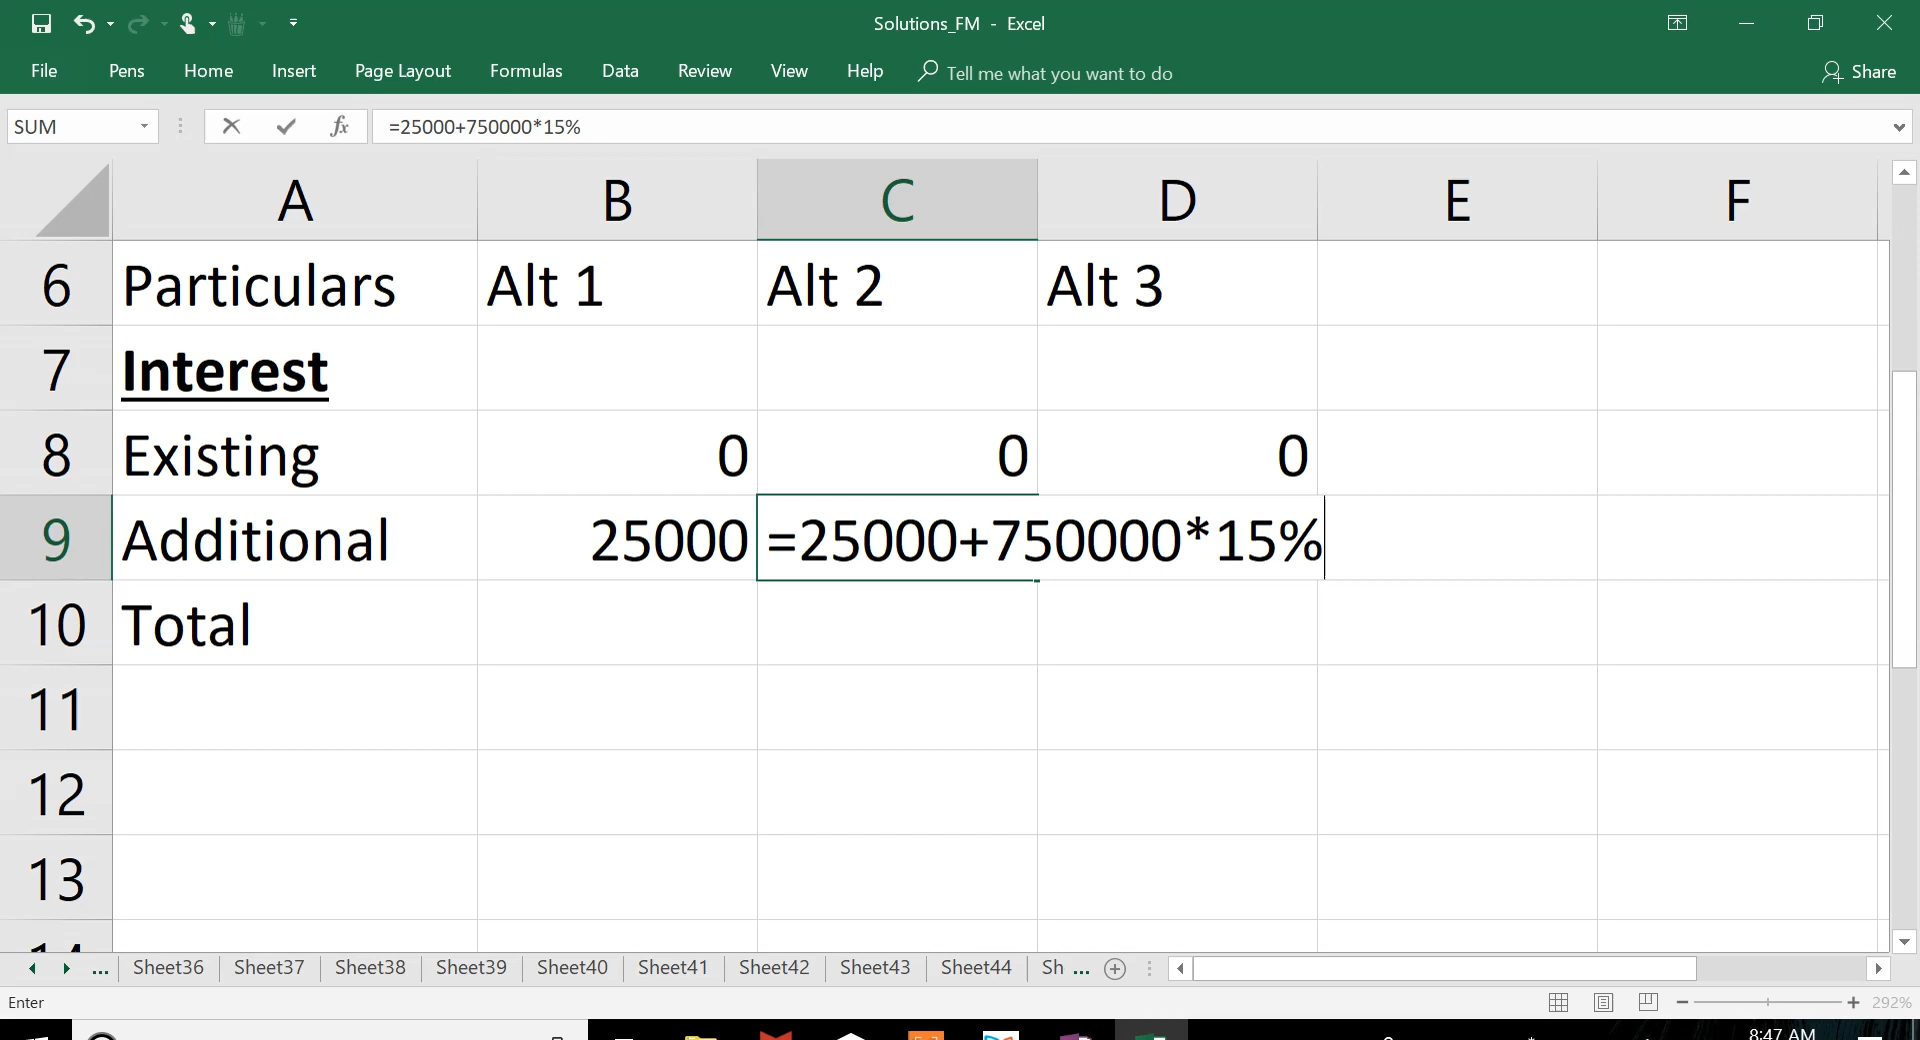 Solutions_FM - Excel
File Pens Home Insert Page Layout Formulas Data Review View Help Tell me what you want to do Share
SUM fx =25000+750000*15%
A B C D E F
6 Particulars Alt 1 Alt 2 Alt 3
7 Interest
8 Existing 0 0 0
9 Additional 25000 =25000+750000*15%
10 Total
11
12
13
14
... Sheet36 Sheet37 Sheet38 Sheet39 Sheet40 Sheet41 Sheet42 Sheet43 Sheet44 Sh ...
Enter 292%
8:47 AM